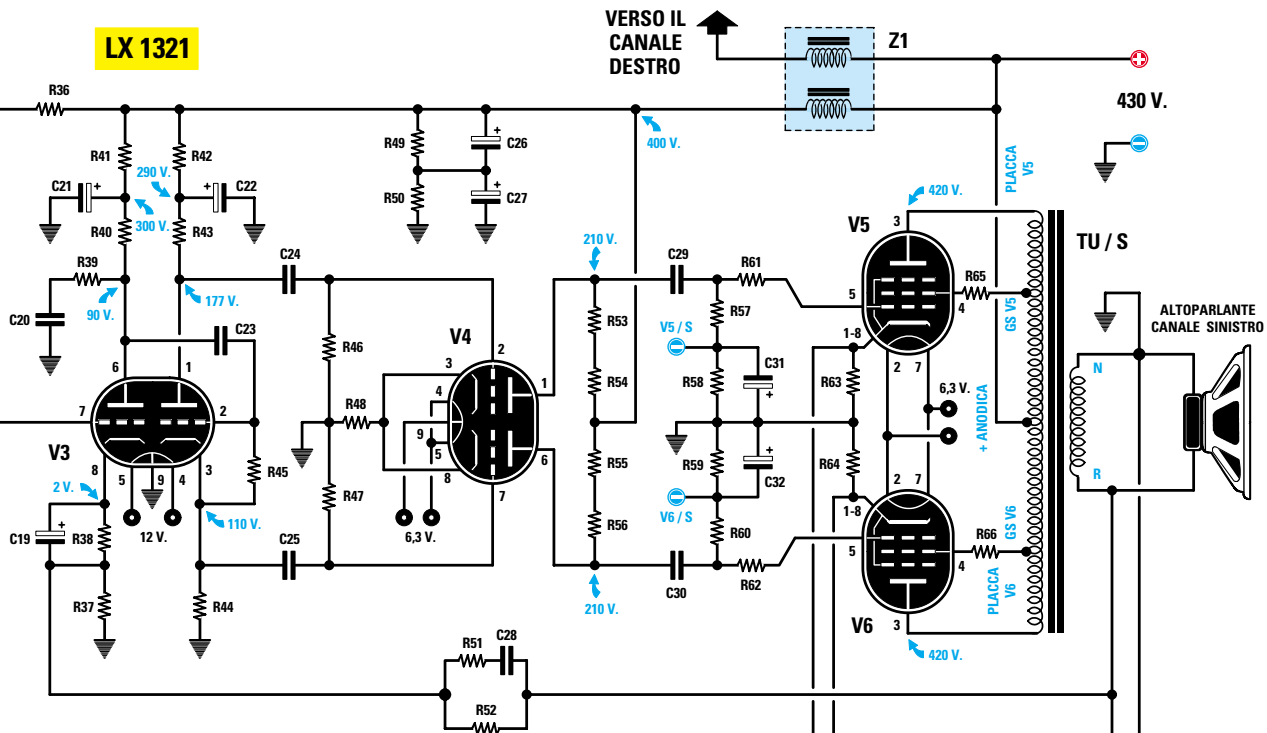 LX 1321
VERSO IL
CANALE
DESTRO
Z1
430 V.
R36
R41
R42
R49
C26
400 V.
PLACCA
V5
290 V.
C21
+
C22
+
R50
C27
+
+
300 V.
R40
R43
420 V.
3
V5
TU / S
R39
C24
210 V.
C29
R61
R65
90 V.
177 V.
5
4
GS V5
C20
C23
R46
V4
2
R53
R57
ALTOPARLANTE
CANALE SINISTRO
V5 / S
1-8
6
1
3
4
1
R54
R58
C31
+
R63
2
7
N
6,3 V.
7
2
R48
9
+ ANODICA
V3
R45
5
6
R55
R59
C32
+
R64
8
5
9
4
3
8
2
7
R
2 V.
R47
7
V6 / S
1-8
C19
+
R38
12 V.
110 V.
6,3 V.
R56
R60
5
R66
GS V6
C25
C30
R62
4
PLACCA
V6
R37
R44
210 V.
V6
3
420 V.
R51
C28
R52